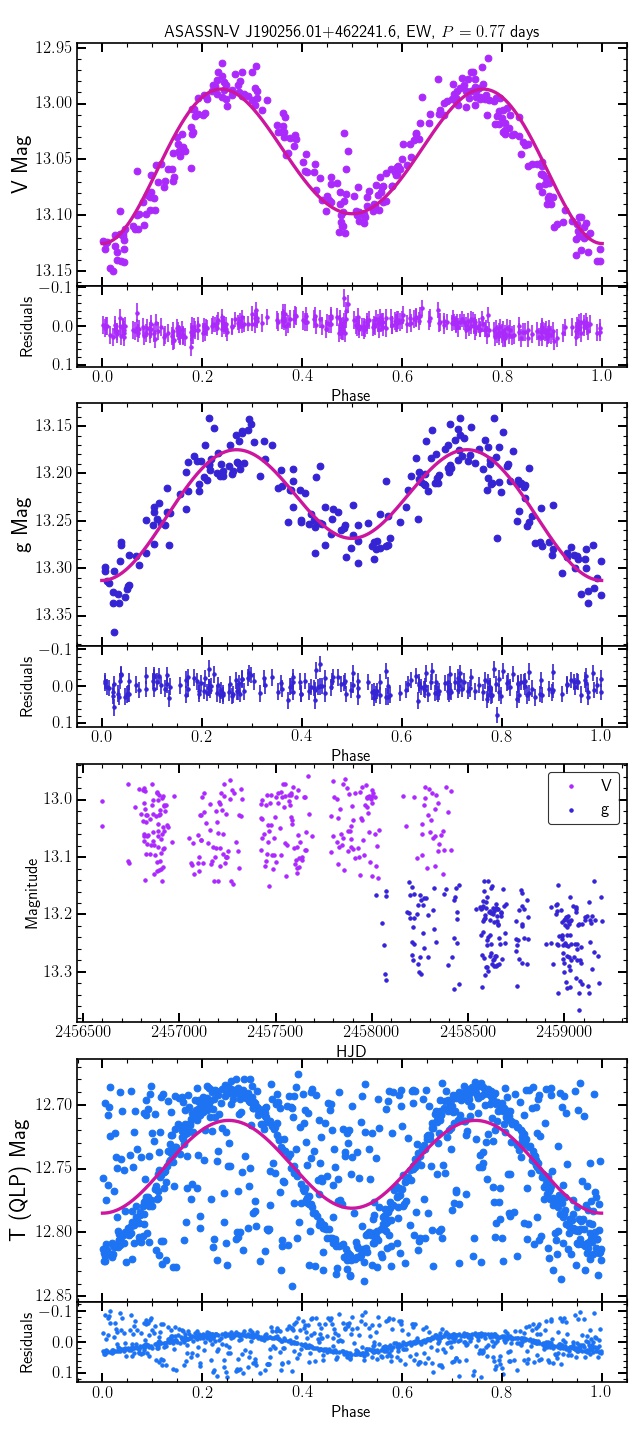 ASASSN-V J190256.01+462241.6, EW, P = 0.77 days
12.95
13.00
13.05
13.10
13.15
V Mag
−0.1
0.0
0.1
Residuals
0.0 0.2 0.4 0.6 0.8 1.0
Phase
13.15
13.20
13.25
13.30
13.35
g Mag
−0.1
0.0
0.1
Residuals
0.0 0.2 0.4 0.6 0.8 1.0
Phase
V
g
13.0
13.1
13.2
13.3
Magnitude
2456500 2457000 2457500 2458000 2458500 2459000
HJD
12.70
12.75
12.80
12.85
T (QLP) Mag
−0.1
0.0
0.1
Residuals
0.0 0.2 0.4 0.6 0.8 1.0
Phase